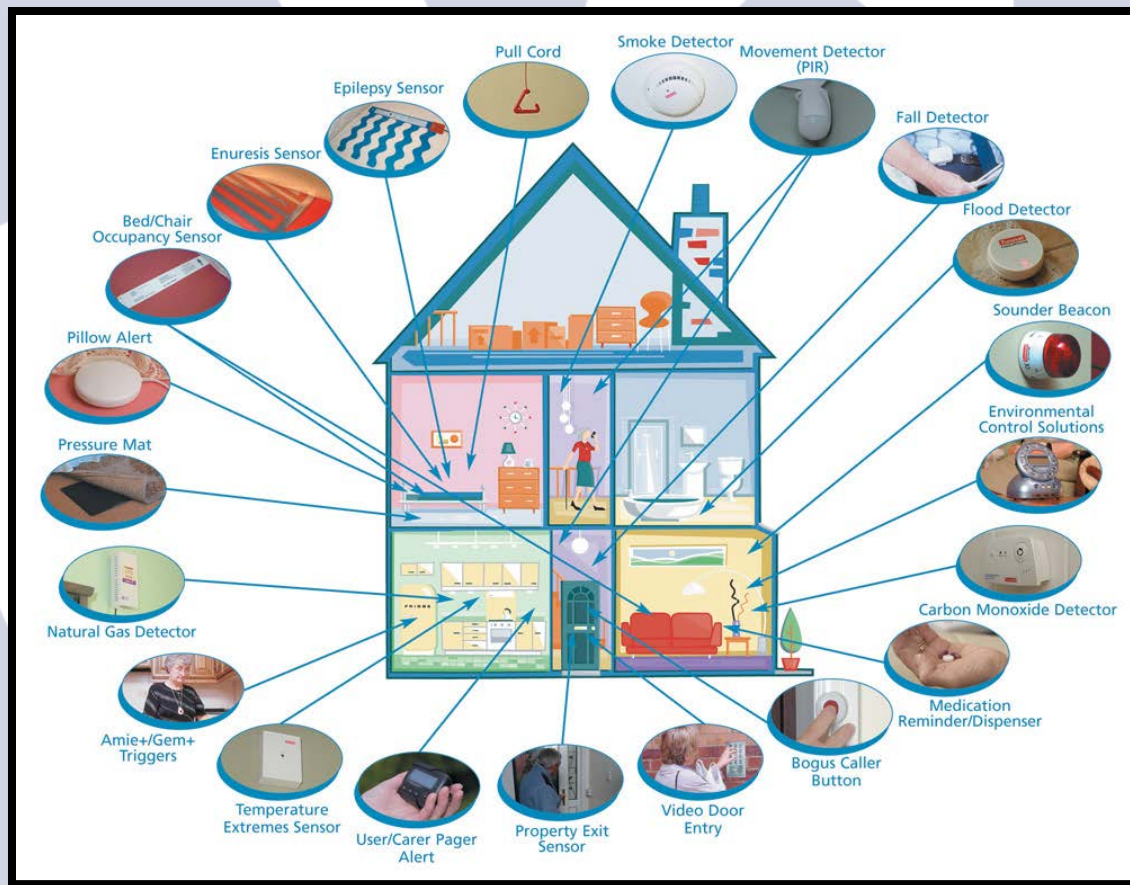 Pull Cord
Smoke Detector
Movement Detector
(PIR)
Epilepsy Sensor
Fall Detector
Enuresis Sensor
Flood Detector
Bed/Chair
Occupancy Sensor
Sounder Beacon
Pillow Alert
Environmental
Control Solutions
Pressure Mat
FRIDGE
Carbon Monoxide Detector
Natural Gas Detector
Medication
Reminder/Dispenser
Amie+/Gem+
Triggers
Bogus Caller
Button
Temperature
Extremes Sensor
User/Carer Pager
Alert
Property Exit
Sensor
Video Door
Entry